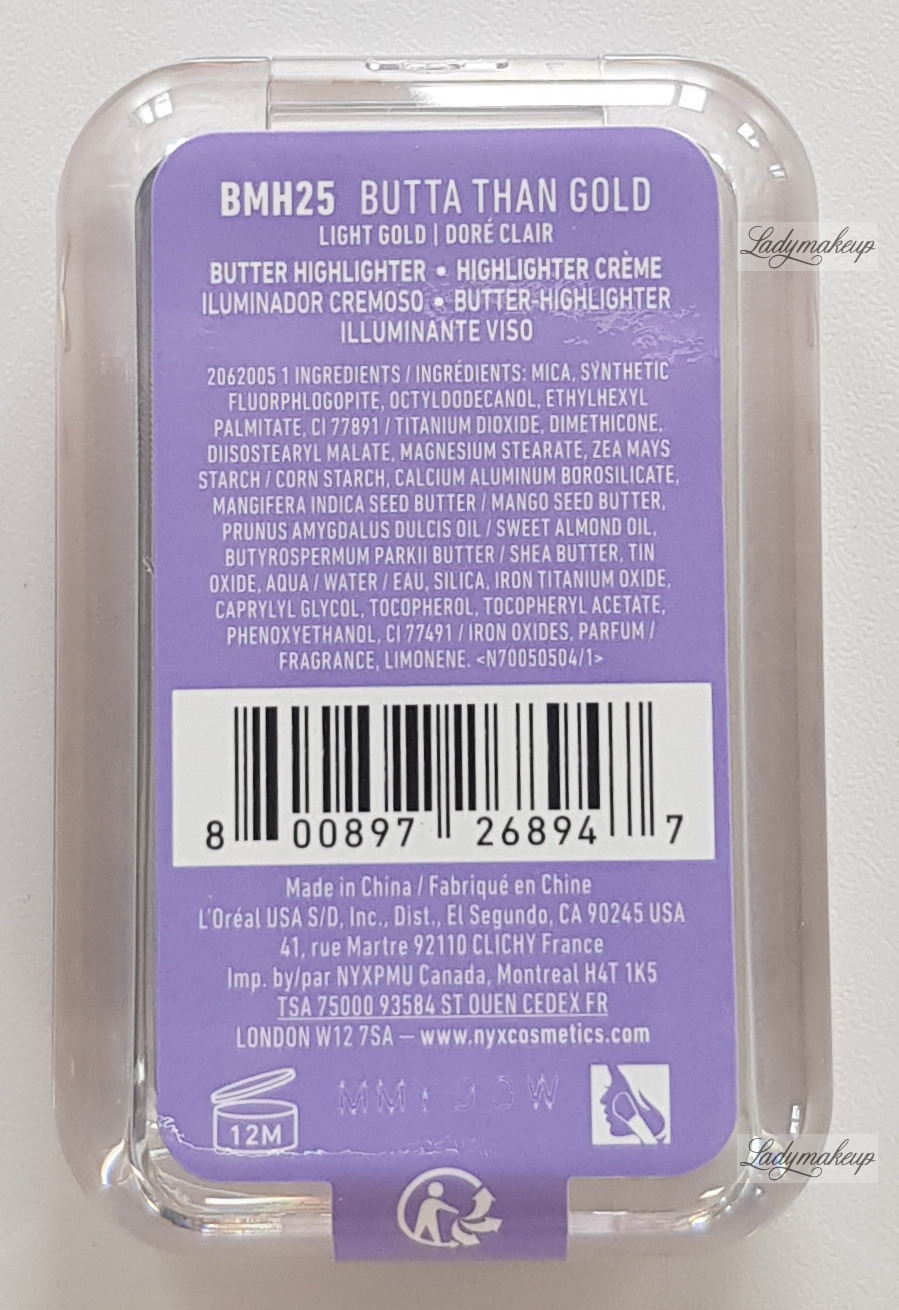 BMH25 BUTTA THAN GOLD
LIGHT GOLD | DORÉ CLAIR
BUTTER HIGHLIGHTER • HIGHLIGHTER CRÈME
ILUMINADOR CREMOSO • BUTTER-HIGHLIGHTER
ILLUMINANTE VISO
2062005 1 INGREDIENTS / INGRÉDIENTS: MICA, SYNTHETIC
FLUORPHLOGOPITE, OCTYLDODECANOL, ETHYLHEXYL
PALMITATE, CI 77891 / TITANIUM DIOXIDE, DIMETHICONE,
DIISOSTEARYL MALATE, MAGNESIUM STEARATE, ZEA MAYS
STARCH / CORN STARCH, CALCIUM ALUMINUM BOROSILICATE,
MANGIFERA INDICA SEED BUTTER / MANGO SEED BUTTER,
PRUNUS AMYGDALUS DULCIS OIL / SWEET ALMOND OIL,
BUTYROSPERMUM PARKII BUTTER / SHEA BUTTER, TIN
OXIDE, AQUA / WATER / EAU, SILICA, IRON TITANIUM OXIDE,
CAPRYLYL GLYCOL, TOCOPHEROL, TOCOPHERYL ACETATE,
PHENOXYETHANOL, CI 77491 / IRON OXIDES, PARFUM /
FRAGRANCE, LIMONENE. <N70050504/1>
8 00897 26894 7
Made in China / Fabriqué en Chine
L'Oréal USA S/D, Inc., Dist., El Segundo, CA 90245 USA
41, rue Martre 92110 CLICHY France
Imp. by/par NYXPMU Canada, Montreal H4T 1K5
TSA 75000 93584 ST OUEN CEDEX FR
LONDON W12 7SA — www.nyxcosmetics.com
12M
Ladymakeup
Ladymakeup